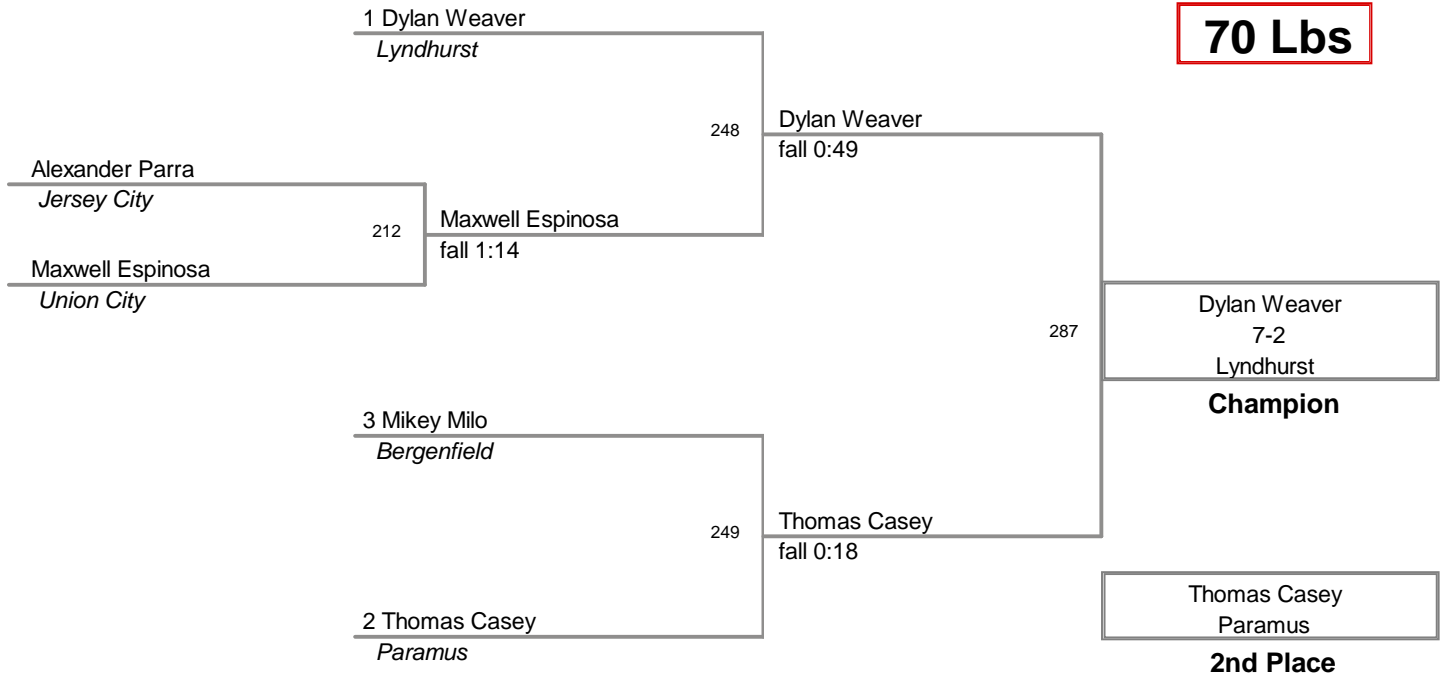 70 Lbs
1 Dylan Weaver
Lyndhurst
248
Dylan Weaver
fall 0:49
Alexander Parra
Jersey City
212
Maxwell Espinosa
fall 1:14
Maxwell Espinosa
Union City
287
Dylan Weaver
7-2
Lyndhurst
Champion
3 Mikey Milo
Bergenfield
249
Thomas Casey
fall 0:18
2 Thomas Casey
Paramus
Thomas Casey
Paramus
2nd Place